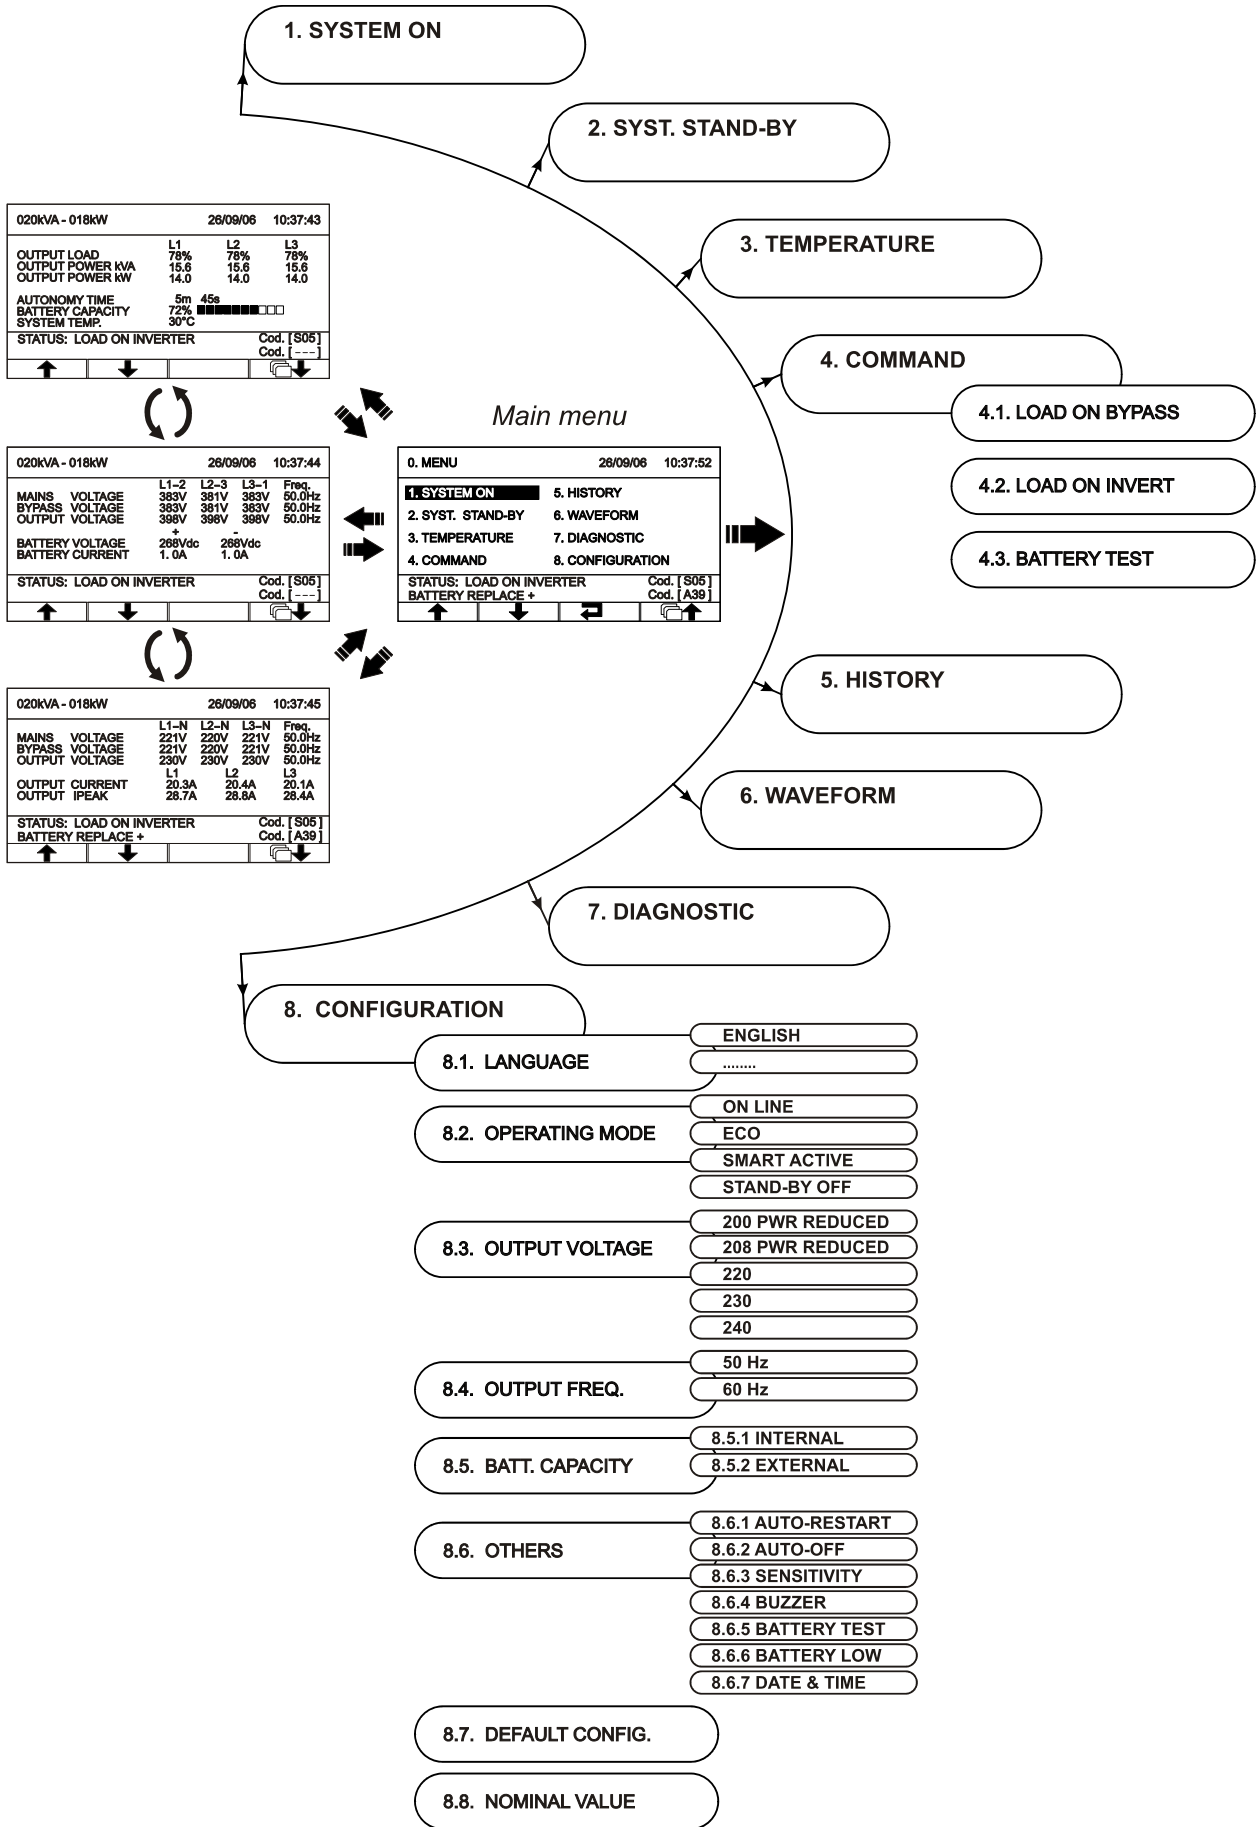 1. SYSTEM ON
2. SYST. STAND-BY
3. TEMPERATURE
4. COMMAND
4.1. LOAD ON BYPASS
4.2. LOAD ON INVERT
4.3. BATTERY TEST
5. HISTORY
6. WAVEFORM
7. DIAGNOSTIC
020kVA - 018kW 26/09/06 10:37:43
L1 L2 L3
OUTPUT LOAD 78% 78% 78%
OUTPUT POWER kVA 15.6 15.6 15.6
OUTPUT POWER kW 14.0 14.0 14.0
AUTONOMY TIME 5m 45s
BATTERY CAPACITY 72%
SYSTEM TEMP. 30°C
STATUS: LOAD ON INVERTER Cod. [S05]
Cod. [---]
020kVA - 018kW 26/09/06 10:37:44
L1-2 L2-3 L3-1 Freq.
MAINS VOLTAGE 383V 381V 383V 50.0Hz
BYPASS VOLTAGE 383V 381V 383V 50.0Hz
OUTPUT VOLTAGE 398V 398V 398V 50.0Hz
+ -
BATTERY VOLTAGE 268Vdc 268Vdc
BATTERY CURRENT 1. 0A 1. 0A
STATUS: LOAD ON INVERTER Cod. [S05]
Cod. [---]
020kVA - 018kW 26/09/06 10:37:45
L1-N L2-N L3-N Freq.
MAINS VOLTAGE 221V 220V 221V 50.0Hz
BYPASS VOLTAGE 221V 220V 221V 50.0Hz
OUTPUT VOLTAGE 230V 230V 230V 50.0Hz
L1 L2 L3
OUTPUT CURRENT 20.3A 20.4A 20.1A
OUTPUT IPEAK 28.7A 28.8A 28.4A
STATUS: LOAD ON INVERTER Cod. [S05]
BATTERY REPLACE + Cod. [A39]
Main menu
0. MENU 26/09/06 10:37:52
1. SYSTEM ON 5. HISTORY
2. SYST. STAND-BY 6. WAVEFORM
3. TEMPERATURE 7. DIAGNOSTIC
4. COMMAND 8. CONFIGURATION
STATUS: LOAD ON INVERTER Cod. [S05]
BATTERY REPLACE + Cod. [A39]
8. CONFIGURATION
8.1. LANGUAGE
ENGLISH
........
8.2. OPERATING MODE
ON LINE
ECO
SMART ACTIVE
STAND-BY OFF
8.3. OUTPUT VOLTAGE
200 PWR REDUCED
208 PWR REDUCED
220
230
240
8.4. OUTPUT FREQ.
50 Hz
60 Hz
8.5. BATT. CAPACITY
8.5.1 INTERNAL
8.5.2 EXTERNAL
8.6. OTHERS
8.6.1 AUTO-RESTART
8.6.2 AUTO-OFF
8.6.3 SENSITIVITY
8.6.4 BUZZER
8.6.5 BATTERY TEST
8.6.6 BATTERY LOW
8.6.7 DATE & TIME
8.7. DEFAULT CONFIG.
8.8. NOMINAL VALUE